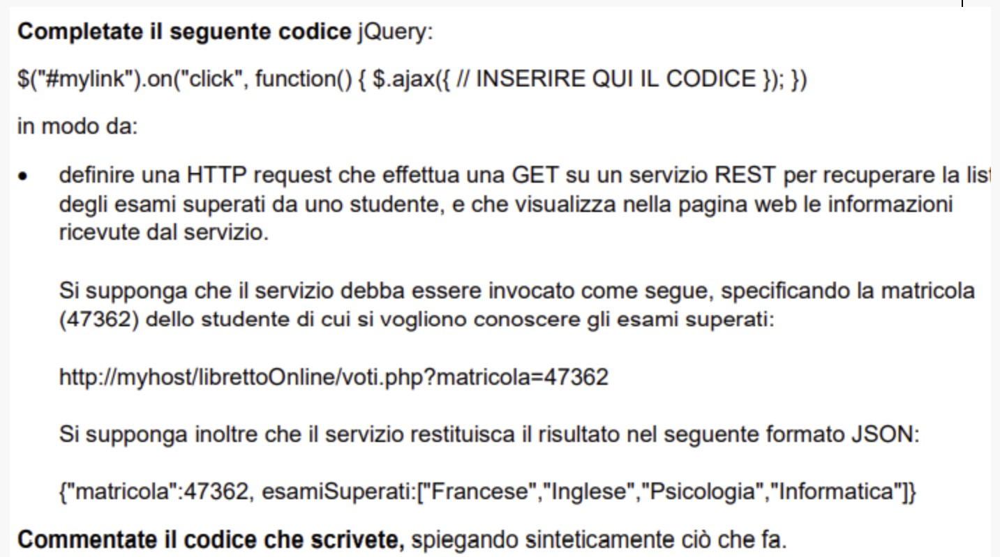 Completate il seguente codice jQuery:
$("#mylink").on("click", function() { $.ajax({ // INSERIRE QUI IL CODICE }); })
in modo da:
• definire una HTTP request che effettua una GET su un servizio REST per recuperare la list
degli esami superati da uno studente, e che visualizza nella pagina web le informazioni
ricevute dal servizio.
Si supponga che il servizio debba essere invocato come segue, specificando la matricola
(47362) dello studente di cui si vogliono conoscere gli esami superati:
http://myhost/librettoOnline/voti.php?matricola=47362
Si supponga inoltre che il servizio restituisca il risultato nel seguente formato JSON:
{"matricola":47362, esamiSuperati:["Francese","Inglese","Psicologia","Informatica"]}
Commentate il codice che scrivete, spiegando sinteticamente ciò che fa.